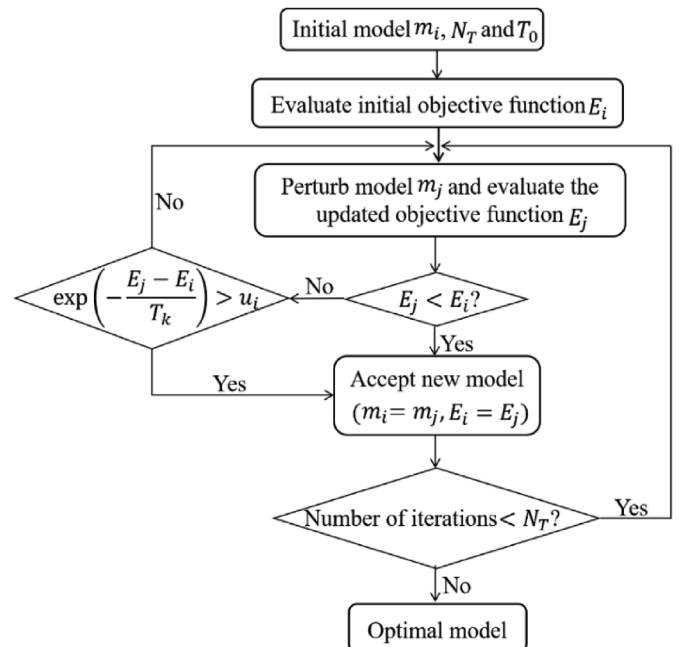 Initial model m_i, N_T and T_0
Evaluate initial objective function E_i
Perturb model m_j and evaluate the
updated objective function E_j
No
exp(-\frac{E_j - E_i}{T_k}) > u_i
No
E_j < E_i?
Yes
Yes
Accept new model
(m_i = m_j, E_i = E_j)
Number of iterations < N_T?
Yes
No
Optimal model